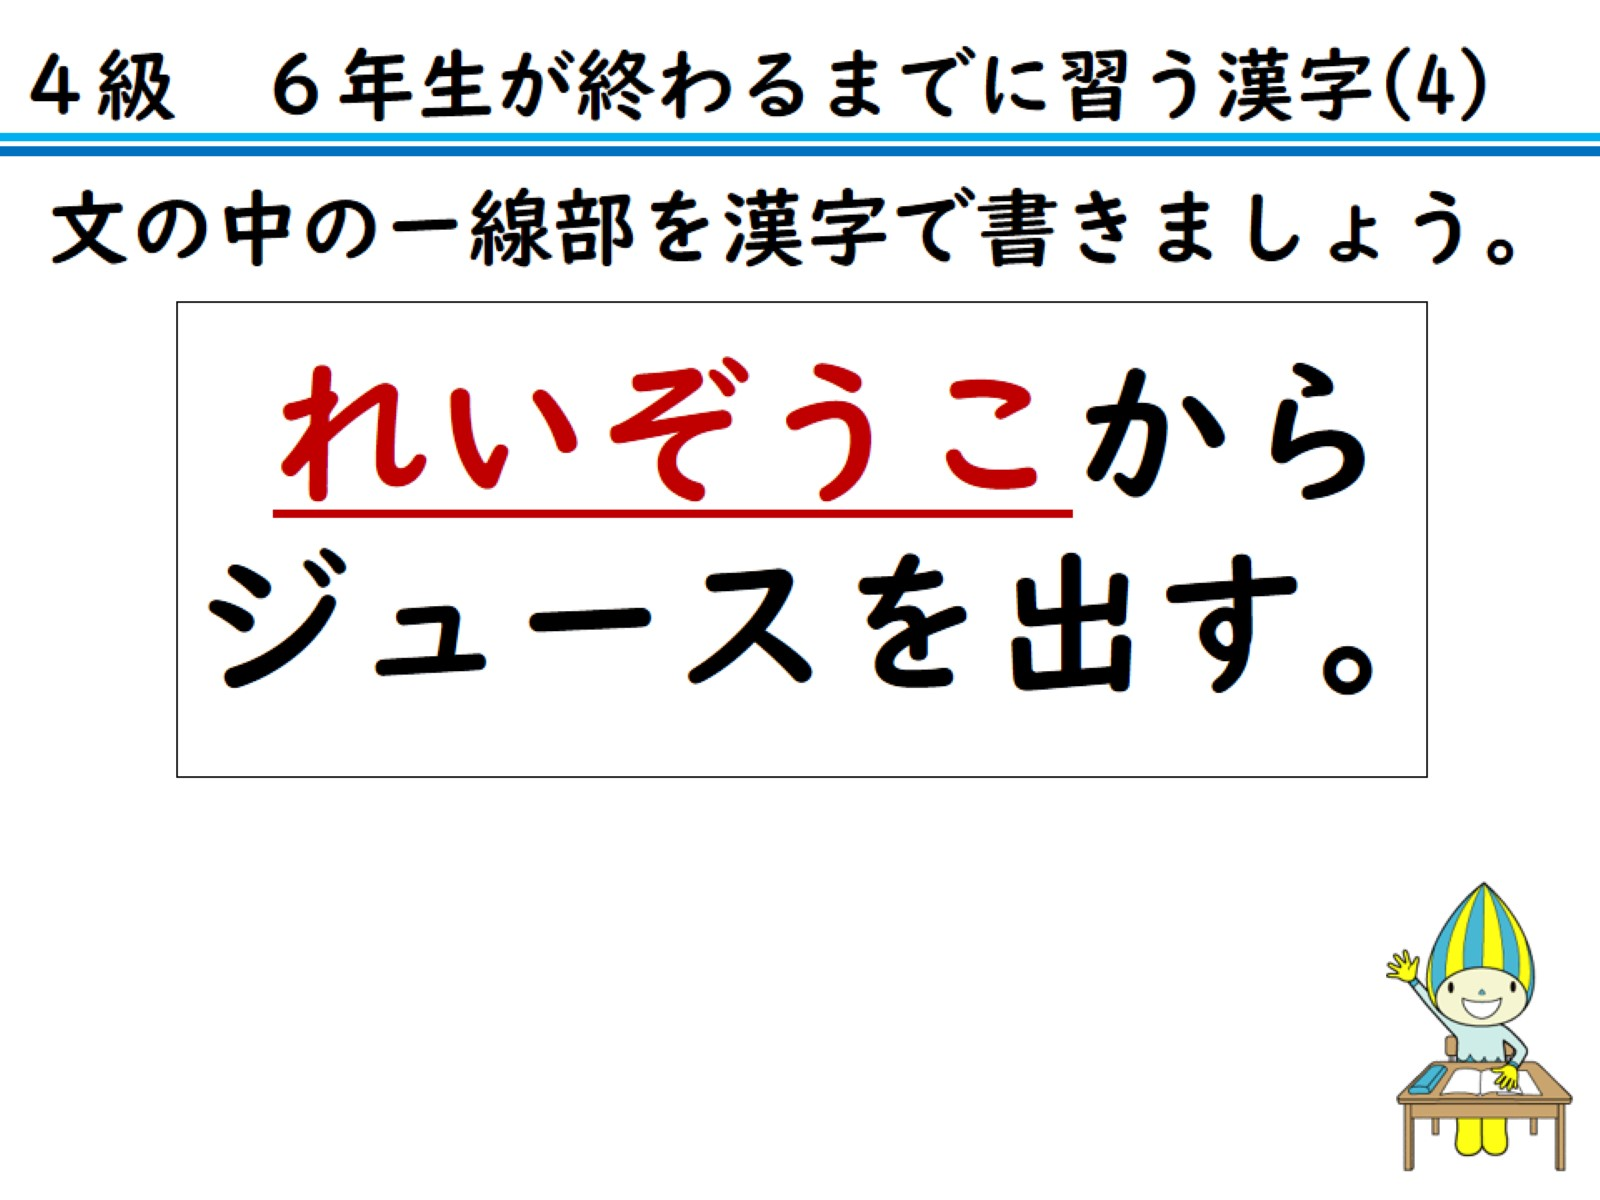 ４級　６年生が終わるまでに習う漢字(4)
文の中の―線部を漢字で書きましょう。
れいぞうこから
ジュースを出す。